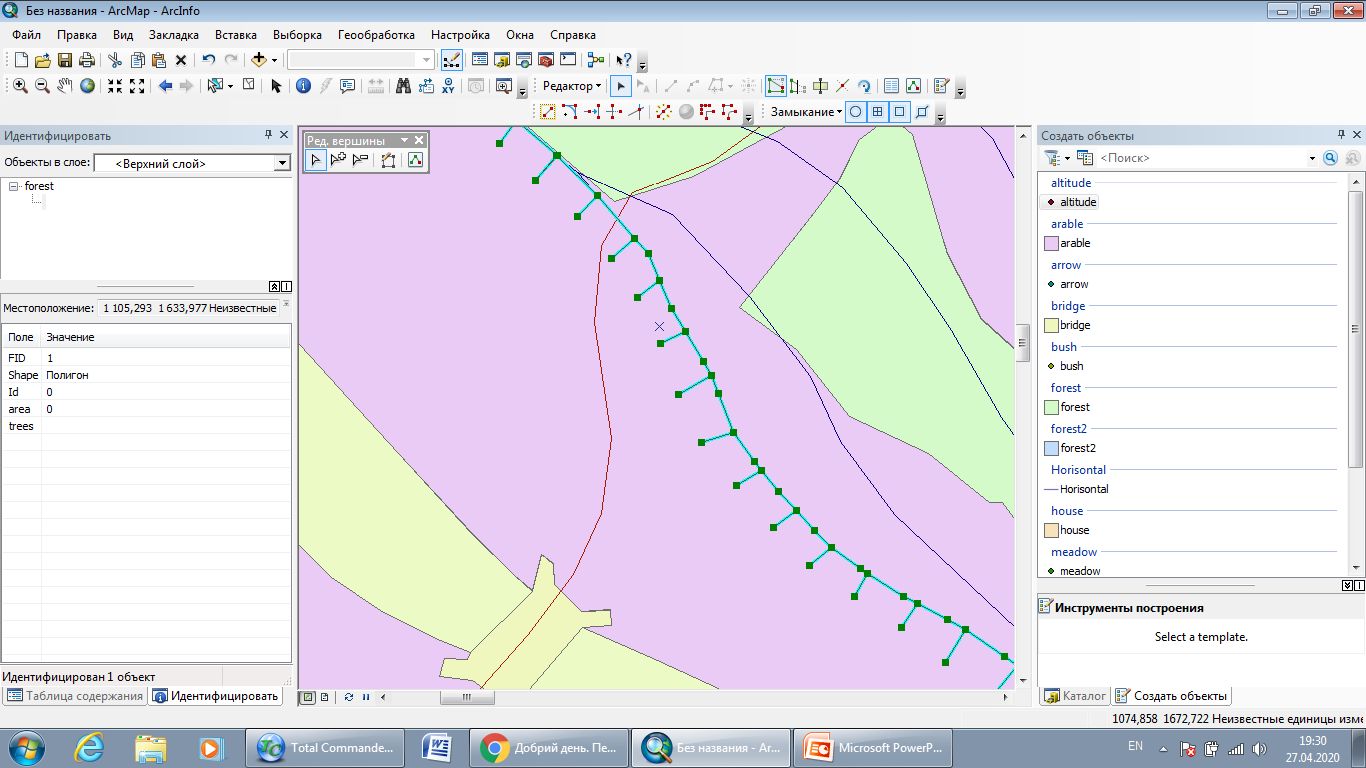 Без названия - ArcMap - ArcInfo
Файл Правка Вид Закладка Вставка Выборка Геообработка Настройка Окна Справка
Редактор
Замыкание
Идентифицировать
Объекты в слое: <Верхний слой>
forest
Местоположение: 1 105,293 1 633,977 Неизвестные
Поле Значение
FID 1
Shape Полигон
Id 0
area 0
trees
Идентифицирован 1 объект
Таблица содержания Идентифицировать
Ред. вершины
Создать объекты
<Поиск>
altitude
altitude
arable
arable
arrow
arrow
bridge
bridge
bush
bush
forest
forest
forest2
forest2
Horisontal
Horisontal
house
house
meadow
meadow
Инструменты построения
Select a template.
Каталог Создать объекты
1074,858 1672,722 Неизвестные единицы изме
Total Commande...
Добрий день. Пе...
Без названия - Ar...
Microsoft PowerP...
EN
19:30
27.04.2020